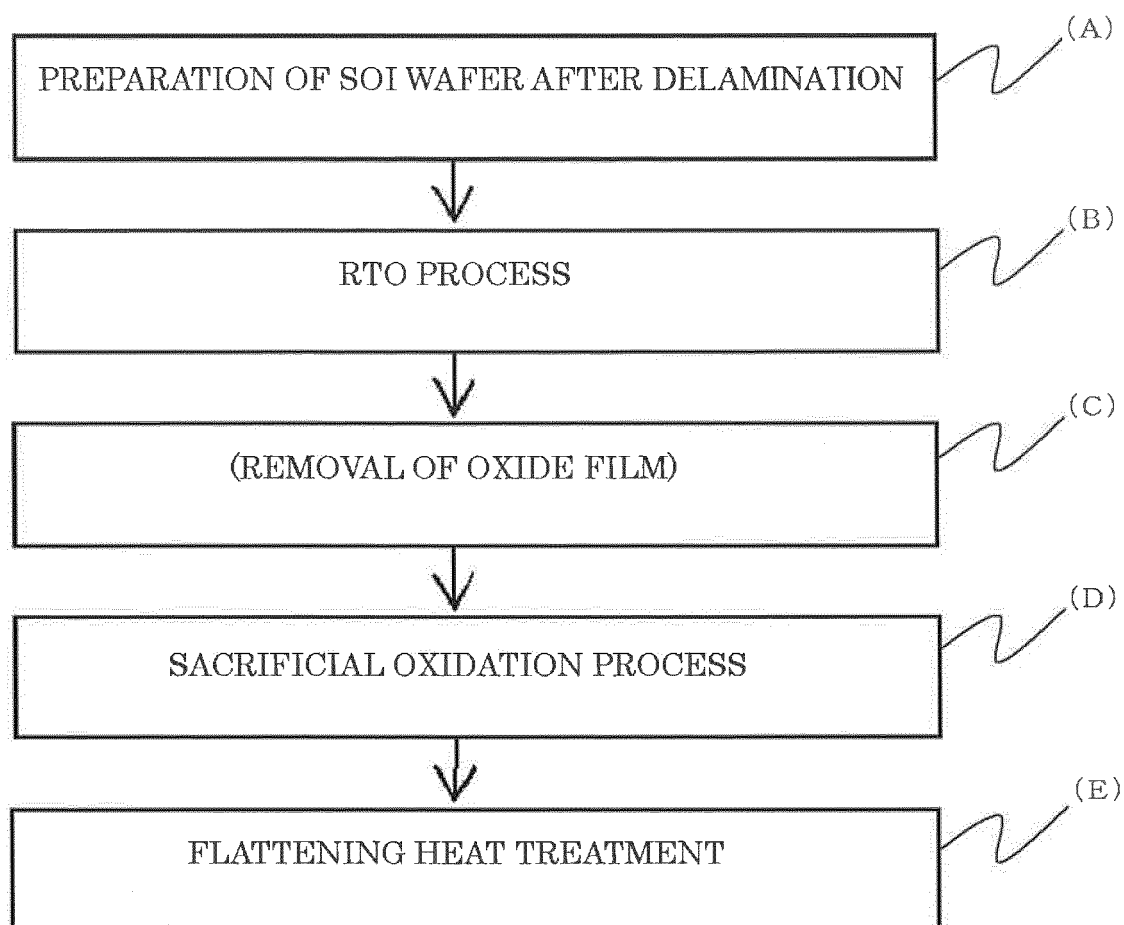 (A)
PREPARATION OF SOI WAFER AFTER DELAMINATION
(B)
RTO PROCESS
(C)
(REMOVAL OF OXIDE FILM)
(D)
SACRIFICIAL OXIDATION PROCESS
(E)
FLATTENING HEAT TREATMENT